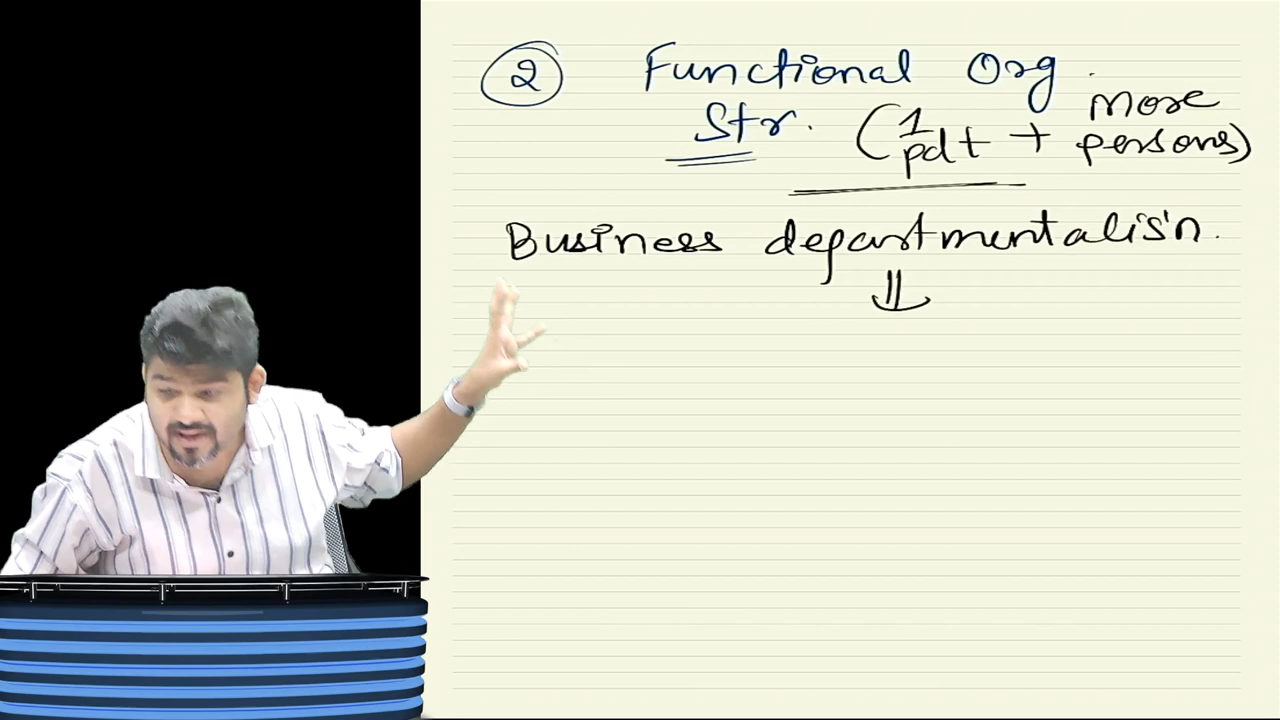 ② Functional Org.
Str. (1 pdt + more persons)
Business departmentalis'n.
⇓